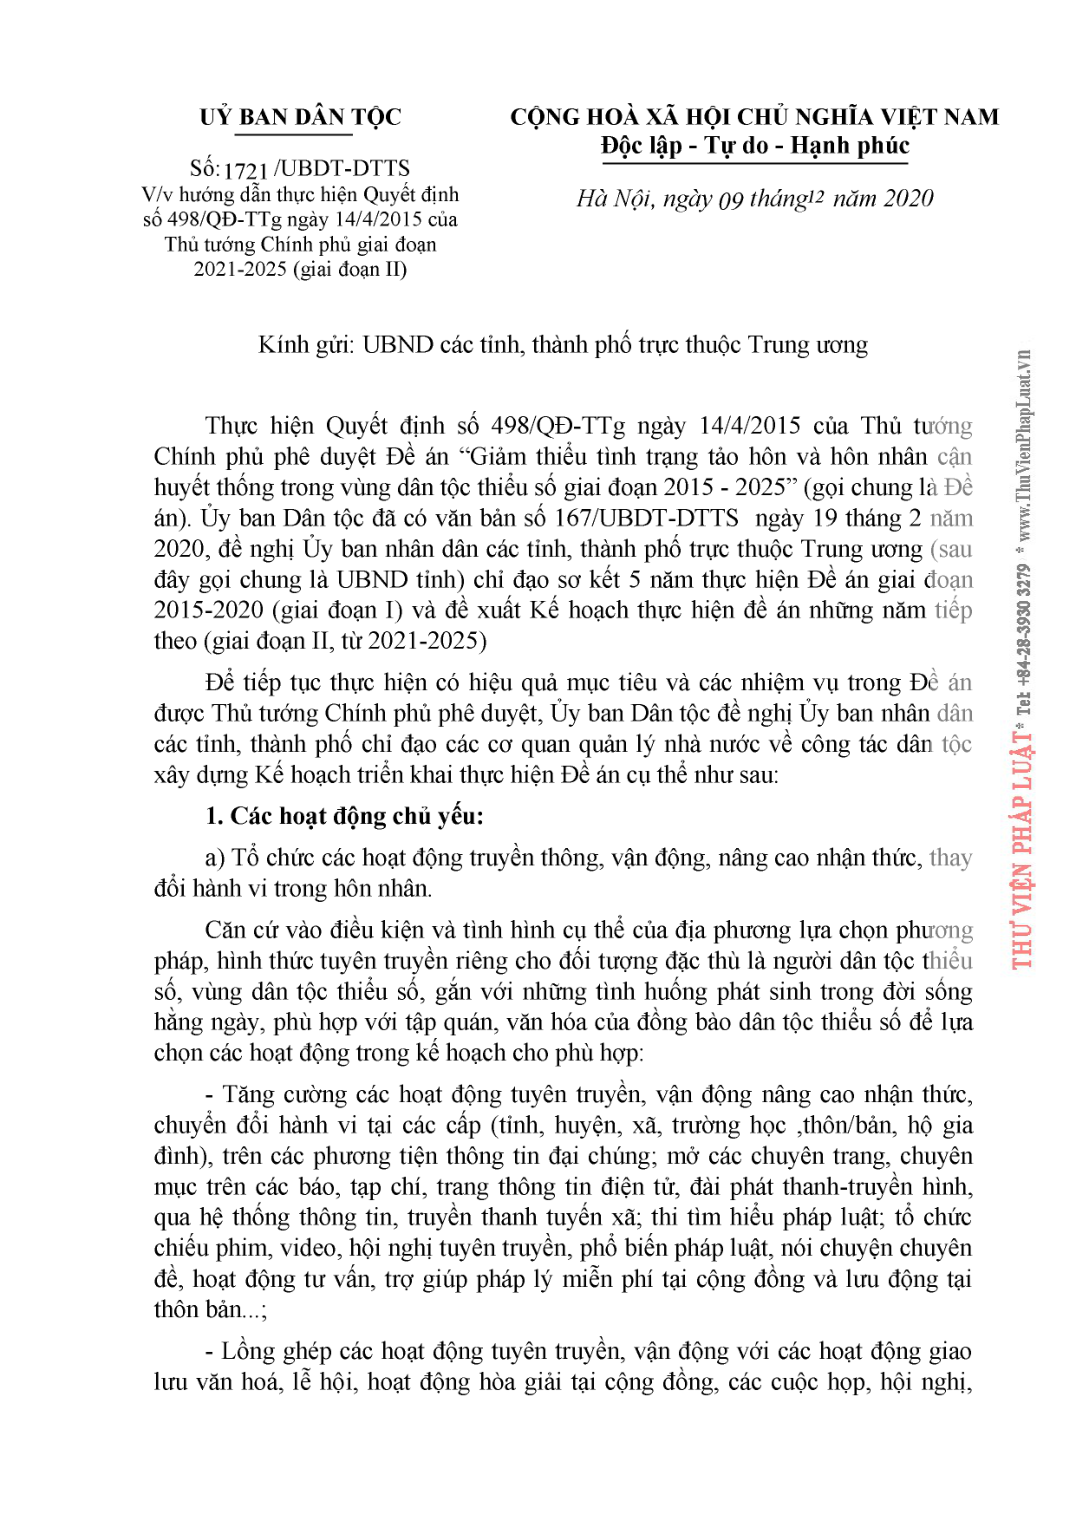 UỶ BAN DÂN TỘC
Số: 1721 /UBDT-DTTS
V/v hướng dẫn thực hiện Quyết định
số 498/QĐ-TTg ngày 14/4/2015 của
Thủ tướng Chính phủ giai đoạn
2021-2025 (giai đoạn II)
CỘNG HOÀ XÃ HỘI CHỦ NGHĨA VIỆT NAM
Độc lập - Tự do - Hạnh phúc
Hà Nội, ngày 09 tháng 12 năm 2020
Kính gửi: UBND các tỉnh, thành phố trực thuộc Trung ương
Thực hiện Quyết định số 498/QĐ-TTg ngày 14/4/2015 của Thủ tướng
Chính phủ phê duyệt Đề án “Giảm thiểu tình trạng tảo hôn và hôn nhân cận
huyết thống trong vùng dân tộc thiểu số giai đoạn 2015 - 2025” (gọi chung là Đề
án). Ủy ban Dân tộc đã có văn bản số 167/UBDT-DTTS ngày 19 tháng 2 năm
2020, đề nghị Ủy ban nhân dân các tỉnh, thành phố trực thuộc Trung ương (sau
đây gọi chung là UBND tỉnh) chỉ đạo sơ kết 5 năm thực hiện Đề án giai đoạn
2015-2020 (giai đoạn I) và đề xuất Kế hoạch thực hiện đề án những năm tiếp
theo (giai đoạn II, từ 2021-2025)
Để tiếp tục thực hiện có hiệu quả mục tiêu và các nhiệm vụ trong Đề án
được Thủ tướng Chính phủ phê duyệt, Ủy ban Dân tộc đề nghị Ủy ban nhân dân
các tỉnh, thành phố chỉ đạo các cơ quan quản lý nhà nước về công tác dân tộc
xây dựng Kế hoạch triển khai thực hiện Đề án cụ thể như sau:
1. Các hoạt động chủ yếu:
a) Tổ chức các hoạt động truyền thông, vận động, nâng cao nhận thức, thay
đổi hành vi trong hôn nhân.
Căn cứ vào điều kiện và tình hình cụ thể của địa phương lựa chọn phương
pháp, hình thức tuyên truyền riêng cho đối tượng đặc thù là người dân tộc thiểu
số, vùng dân tộc thiểu số, gắn với những tình huống phát sinh trong đời sống
hằng ngày, phù hợp với tập quán, văn hóa của đồng bào dân tộc thiểu số để lựa
chọn các hoạt động trong kế hoạch cho phù hợp:
- Tăng cường các hoạt động tuyên truyền, vận động nâng cao nhận thức,
chuyển đổi hành vi tại các cấp (tỉnh, huyện, xã, trường học ,thôn/bản, hộ gia
đình), trên các phương tiện thông tin đại chúng; mở các chuyên trang, chuyên
mục trên các báo, tạp chí, trang thông tin điện tử, đài phát thanh-truyền hình,
qua hệ thống thông tin, truyền thanh tuyến xã; thi tìm hiểu pháp luật; tổ chức
chiếu phim, video, hội nghị tuyên truyền, phổ biến pháp luật, nói chuyện chuyên
đề, hoạt động tư vấn, trợ giúp pháp lý miễn phí tại cộng đồng và lưu động tại
thôn bản...;
- Lồng ghép các hoạt động tuyên truyền, vận động với các hoạt động giao
lưu văn hoá, lễ hội, hoạt động hòa giải tại cộng đồng, các cuộc họp, hội nghị,
THƯ VIỆN PHÁP LUẬT * Tel: +84-28-3930 3279 * www.ThuVienPhapLuat.vn